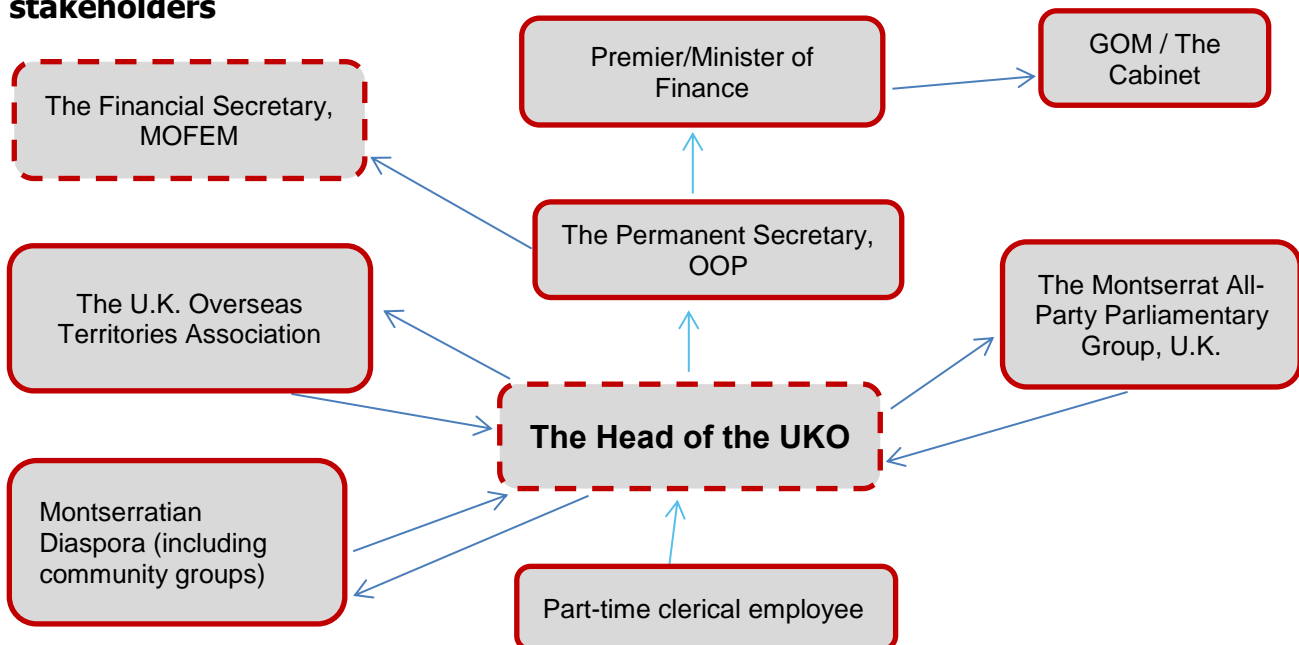 stakeholders
Premier/Minister of
Finance
GOM / The
Cabinet
The Financial Secretary,
MOFEM
The Permanent Secretary,
OOP
The U.K. Overseas
Territories Association
The Montserrat All-
Party Parliamentary
Group, U.K.
The Head of the UKO
Montserratian
Diaspora (including
community groups)
Part-time clerical employee